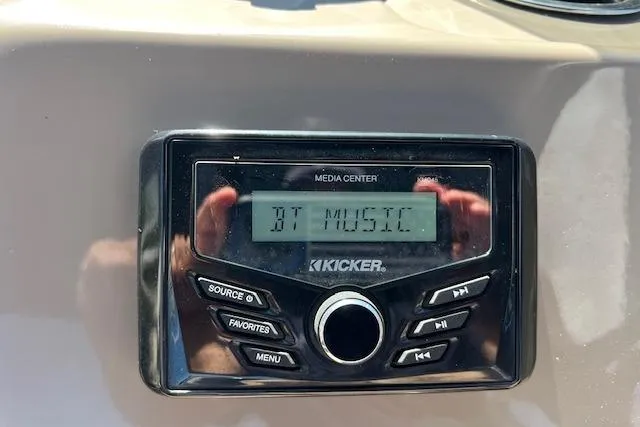 MEDIA CENTER
BT MUSIC
KICKER®
SOURCE
FAVORITES
MENU